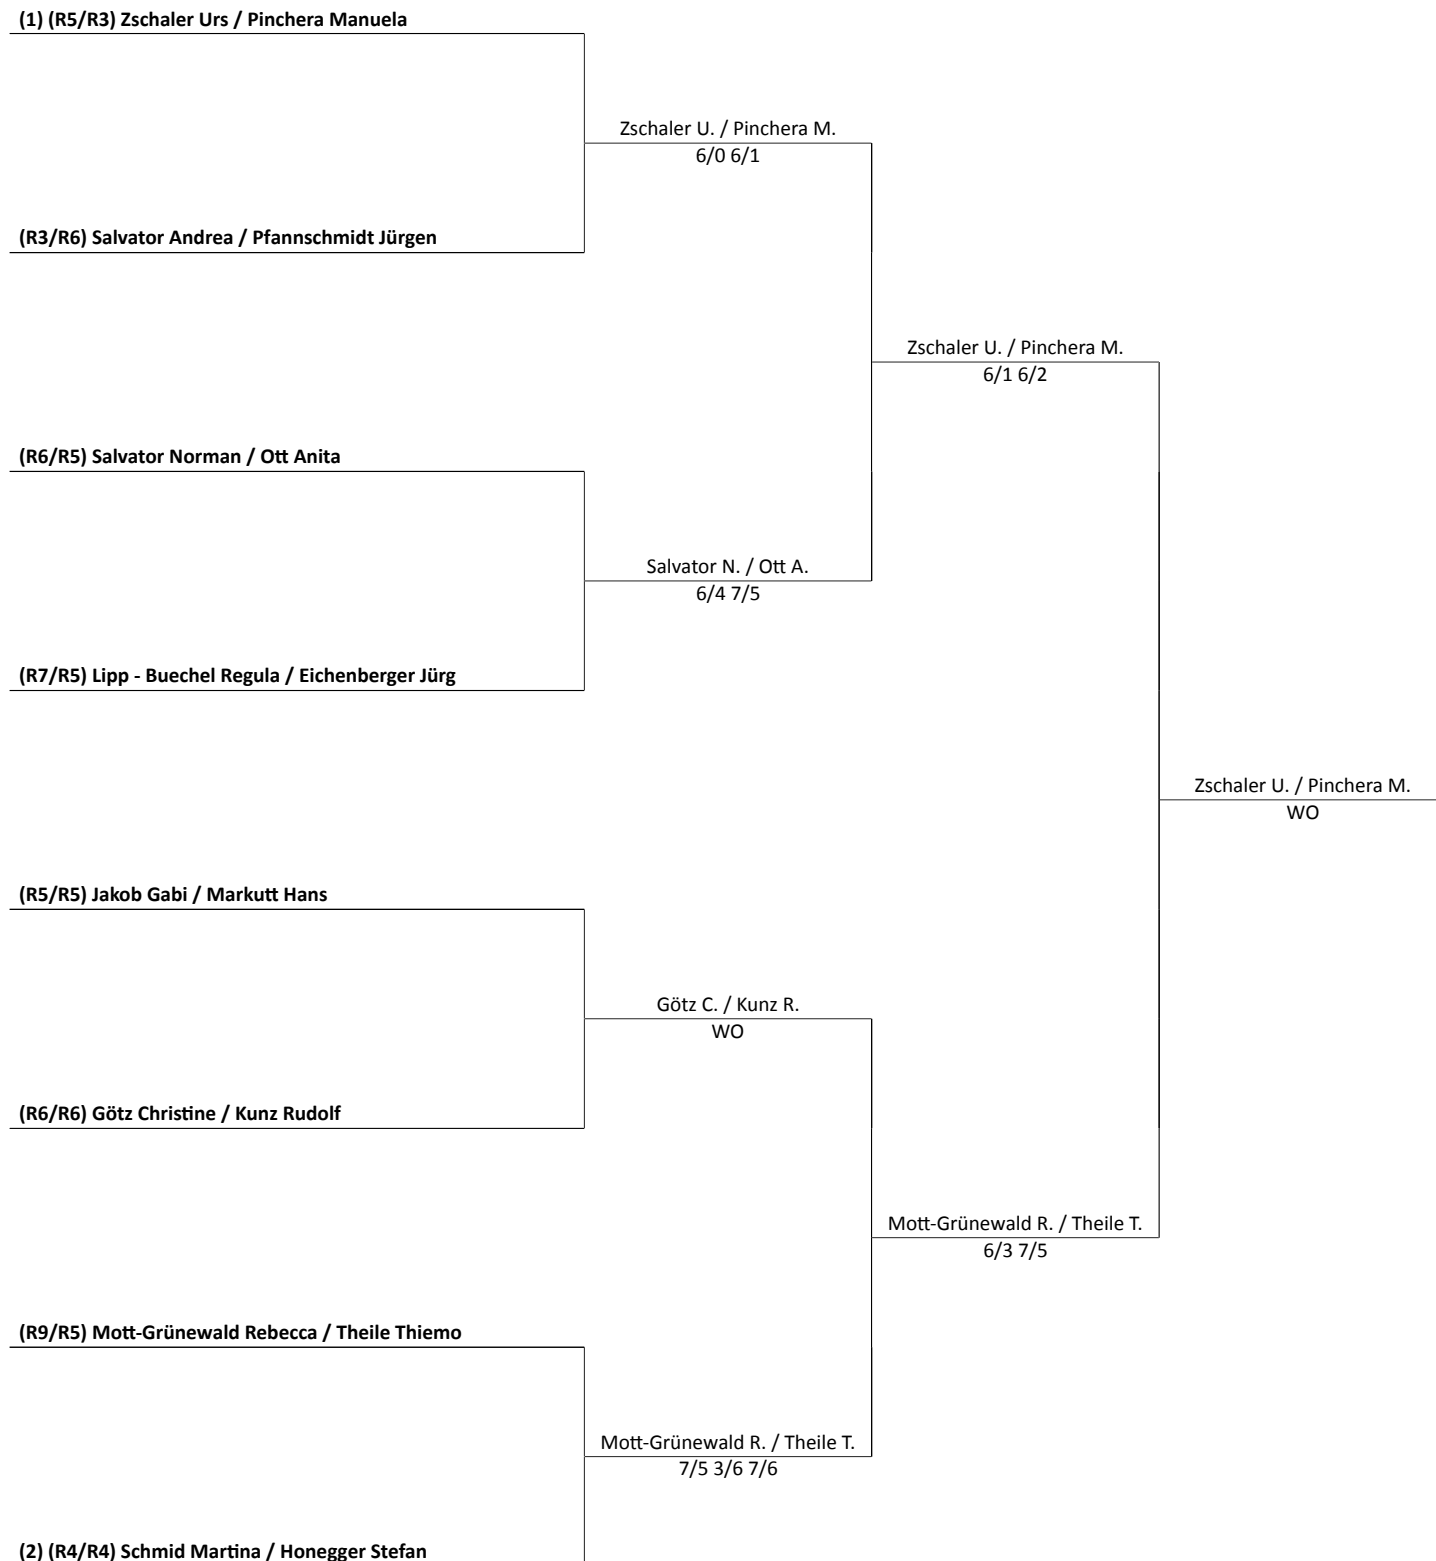 (1) (R5/R3) Zschaler Urs / Pinchera Manuela
Zschaler U. / Pinchera M.
6/0 6/1
(R3/R6) Salvator Andrea / Pfannschmidt Jürgen
Zschaler U. / Pinchera M.
6/1 6/2
(R6/R5) Salvator Norman / Ott Anita
Salvator N. / Ott A.
6/4 7/5
(R7/R5) Lipp - Buechel Regula / Eichenberger Jürg
Zschaler U. / Pinchera M.
WO
(R5/R5) Jakob Gabi / Markutt Hans
Götz C. / Kunz R.
WO
(R6/R6) Götz Christine / Kunz Rudolf
Mott-Grünewald R. / Theile T.
6/3 7/5
(R9/R5) Mott-Grünewald Rebecca / Theile Thiemo
Mott-Grünewald R. / Theile T.
7/5 3/6 7/6
(2) (R4/R4) Schmid Martina / Honegger Stefan